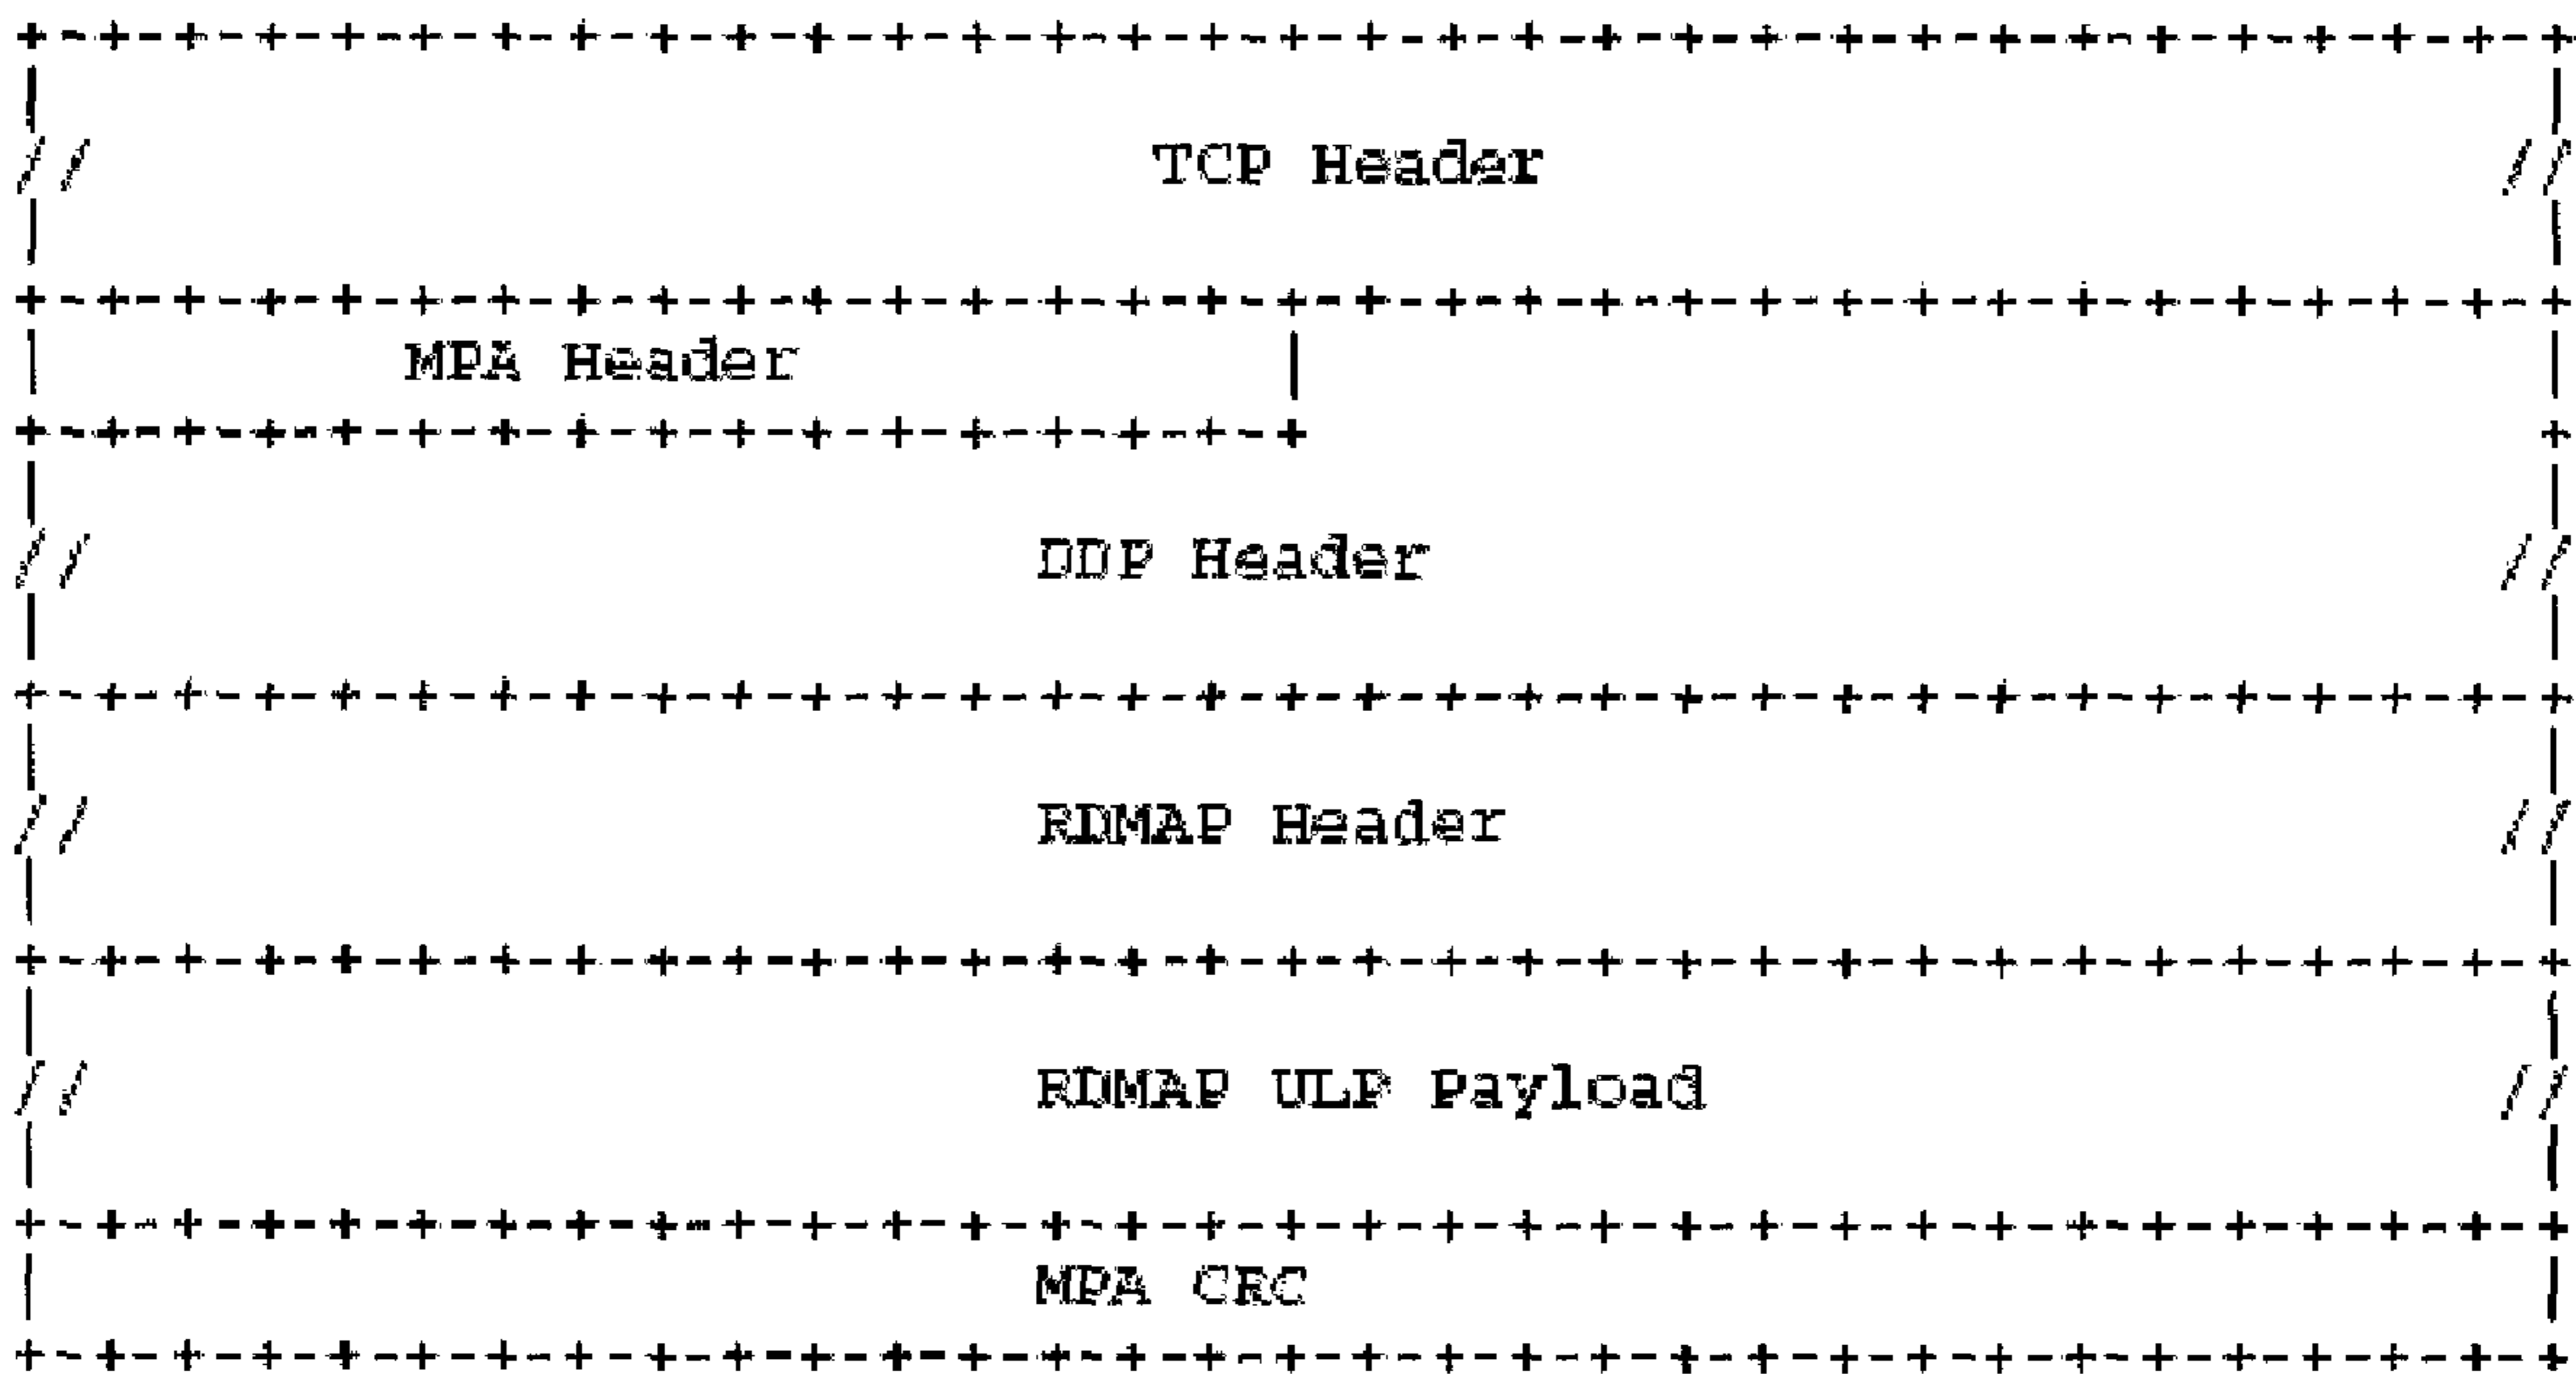 +-+-+-+-+-+-+-+-+-+-+-+-+-+-+-+-+-+-+-+-+-+-+-+-+-+-+-+-+-+-+-+-+
|                                                               |
//                           TCP Header                        //
|                                                               |
+-+-+-+-+-+-+-+-+-+-+-+-+-+-+-+-+-+-+-+-+-+-+-+-+-+-+-+-+-+-+-+-+
|         MPA Header            |                               |
+-+-+-+-+-+-+-+-+-+-+-+-+-+-+-+-+                               +
|                                                               |
//                        DDP Header                           //
|                                                               |
+-+-+-+-+-+-+-+-+-+-+-+-+-+-+-+-+-+-+-+-+-+-+-+-+-+-+-+-+-+-+-+-+
|                                                               |
//                        RDMAP Header                         //
|                                                               |
+-+-+-+-+-+-+-+-+-+-+-+-+-+-+-+-+-+-+-+-+-+-+-+-+-+-+-+-+-+-+-+-+
|                                                               |
//                        RDMAP ULP Payload                    //
|                                                               |
+-+-+-+-+-+-+-+-+-+-+-+-+-+-+-+-+-+-+-+-+-+-+-+-+-+-+-+-+-+-+-+-+
|                         MPA CRC                               |
+-+-+-+-+-+-+-+-+-+-+-+-+-+-+-+-+-+-+-+-+-+-+-+-+-+-+-+-+-+-+-+-+